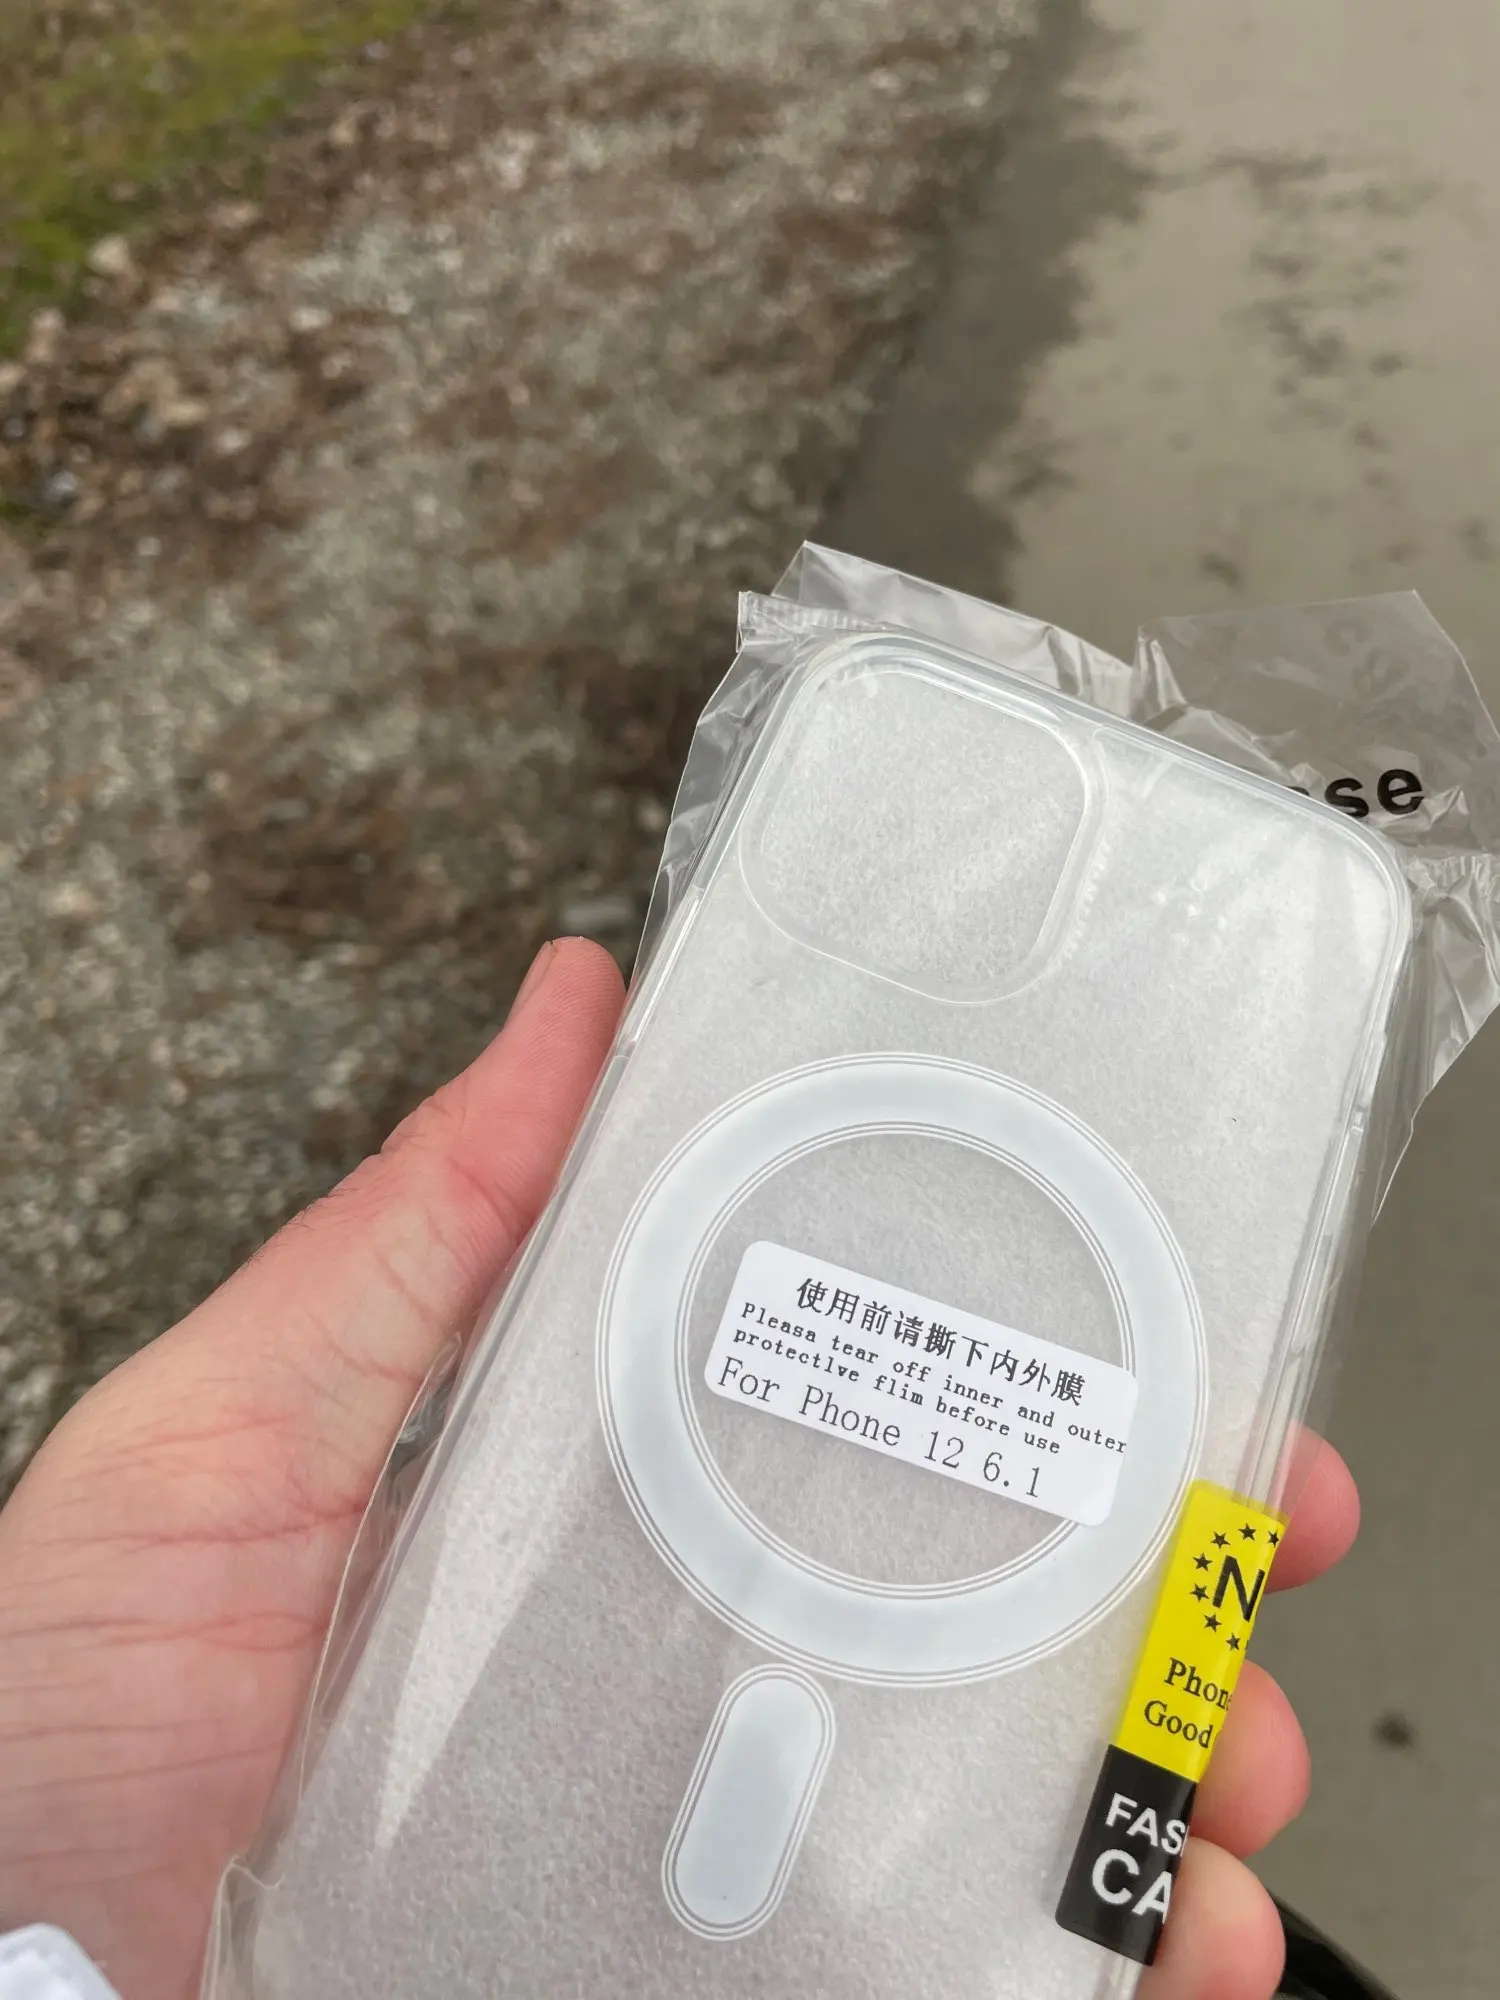 se
使用前请撕下内外膜
Pleasa tear off inner and outer
protectlve flim before use
For Phone 12 6.1
N
Phon
Good
FAS
CA